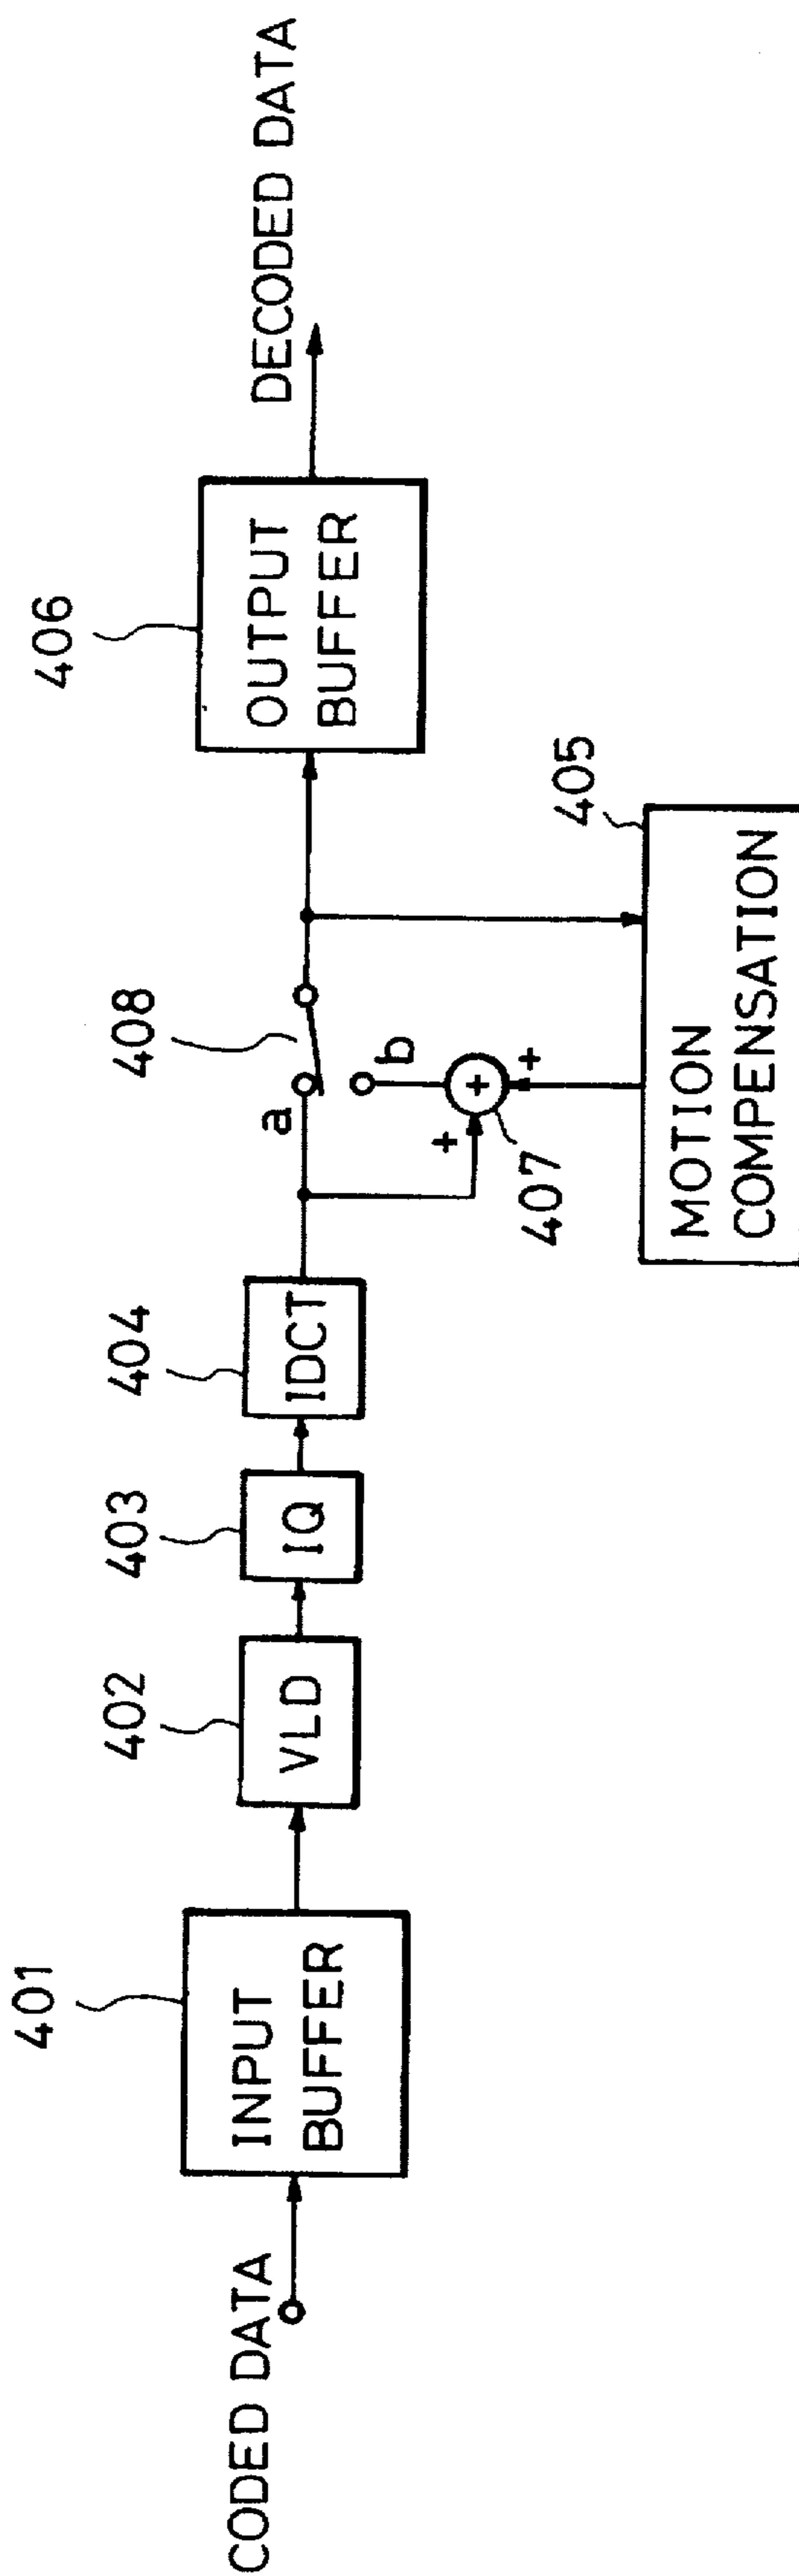 CODED DATA
401
INPUT
BUFFER
402
VLD
403
IQ
404
IDCT
a
408
b
+
+
+
407
405
MOTION
COMPENSATION
406
OUTPUT
BUFFER
DECODED DATA